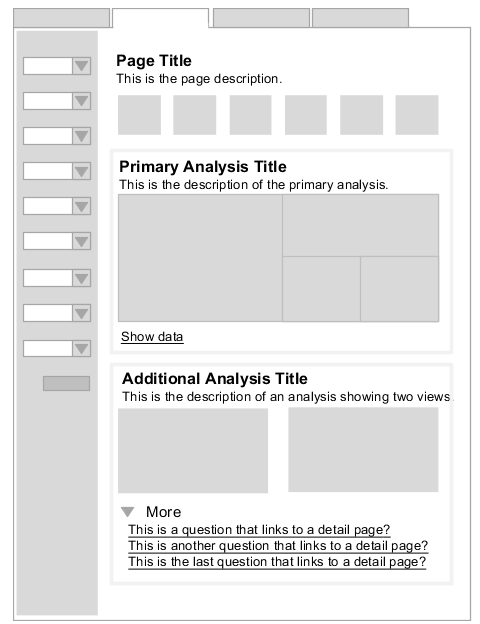 Page Title
This is the page description.
Primary Analysis Title
This is the description of the primary analysis.
Show data
Additional Analysis Title
This is the description of an analysis showing two views
More
This is a question that links to a detail page?
This is another question that links to a detail page?
This is the last question that links to a detail page?